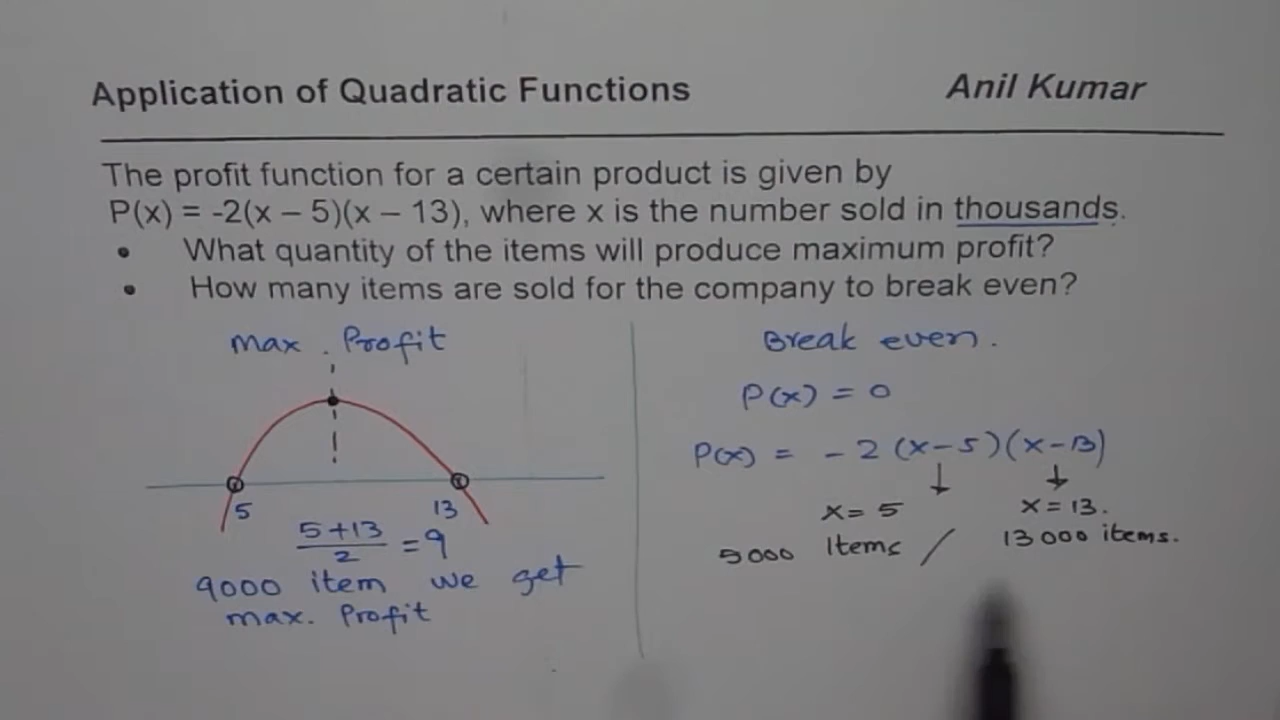 Application of Quadratic Functions
Anil Kumar
The profit function for a certain product is given by
P(x) = -2(x – 5)(x – 13), where x is the number sold in thousands.
• What quantity of the items will produce maximum profit?
• How many items are sold for the company to break even?
max. Profit
5
13
5+13
2
=9
9000 item we get
max. Profit
Break even.
P(x) = 0
P(x) = -2(x-5)(x-13)
x= 5
x=13.
5000 Items / 13000 items.